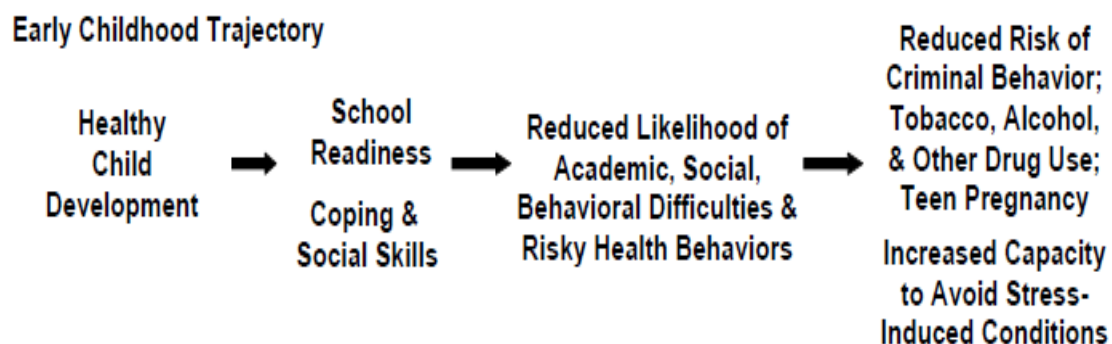 Early Childhood Trajectory
Healthy
Child
Development
School
Readiness
Coping &
Social Skills
Reduced Likelihood of
Academic, Social,
Behavioral Difficulties &
Risky Health Behaviors
Reduced Risk of
Criminal Behavior;
Tobacco, Alcohol,
& Other Drug Use;
Teen Pregnancy
Increased Capacity
to Avoid Stress-
Induced Conditions